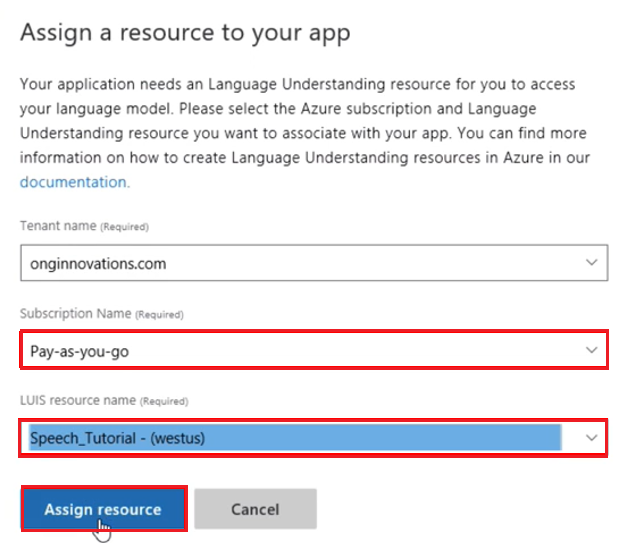 Assign a resource to your app
Your application needs an Language Understanding resource for you to access
your language model. Please select the Azure subscription and Language
Understanding resource you want to associate with your app. You can find more
information on how to create Language Understanding resources in Azure in our
documentation.
Tenant name (Required)
onginnovations.com
Subscription Name (Required)
Pay-as-you-go
LUIS resource name (Required)
Speech_Tutorial - (westus)
Assign resource Cancel